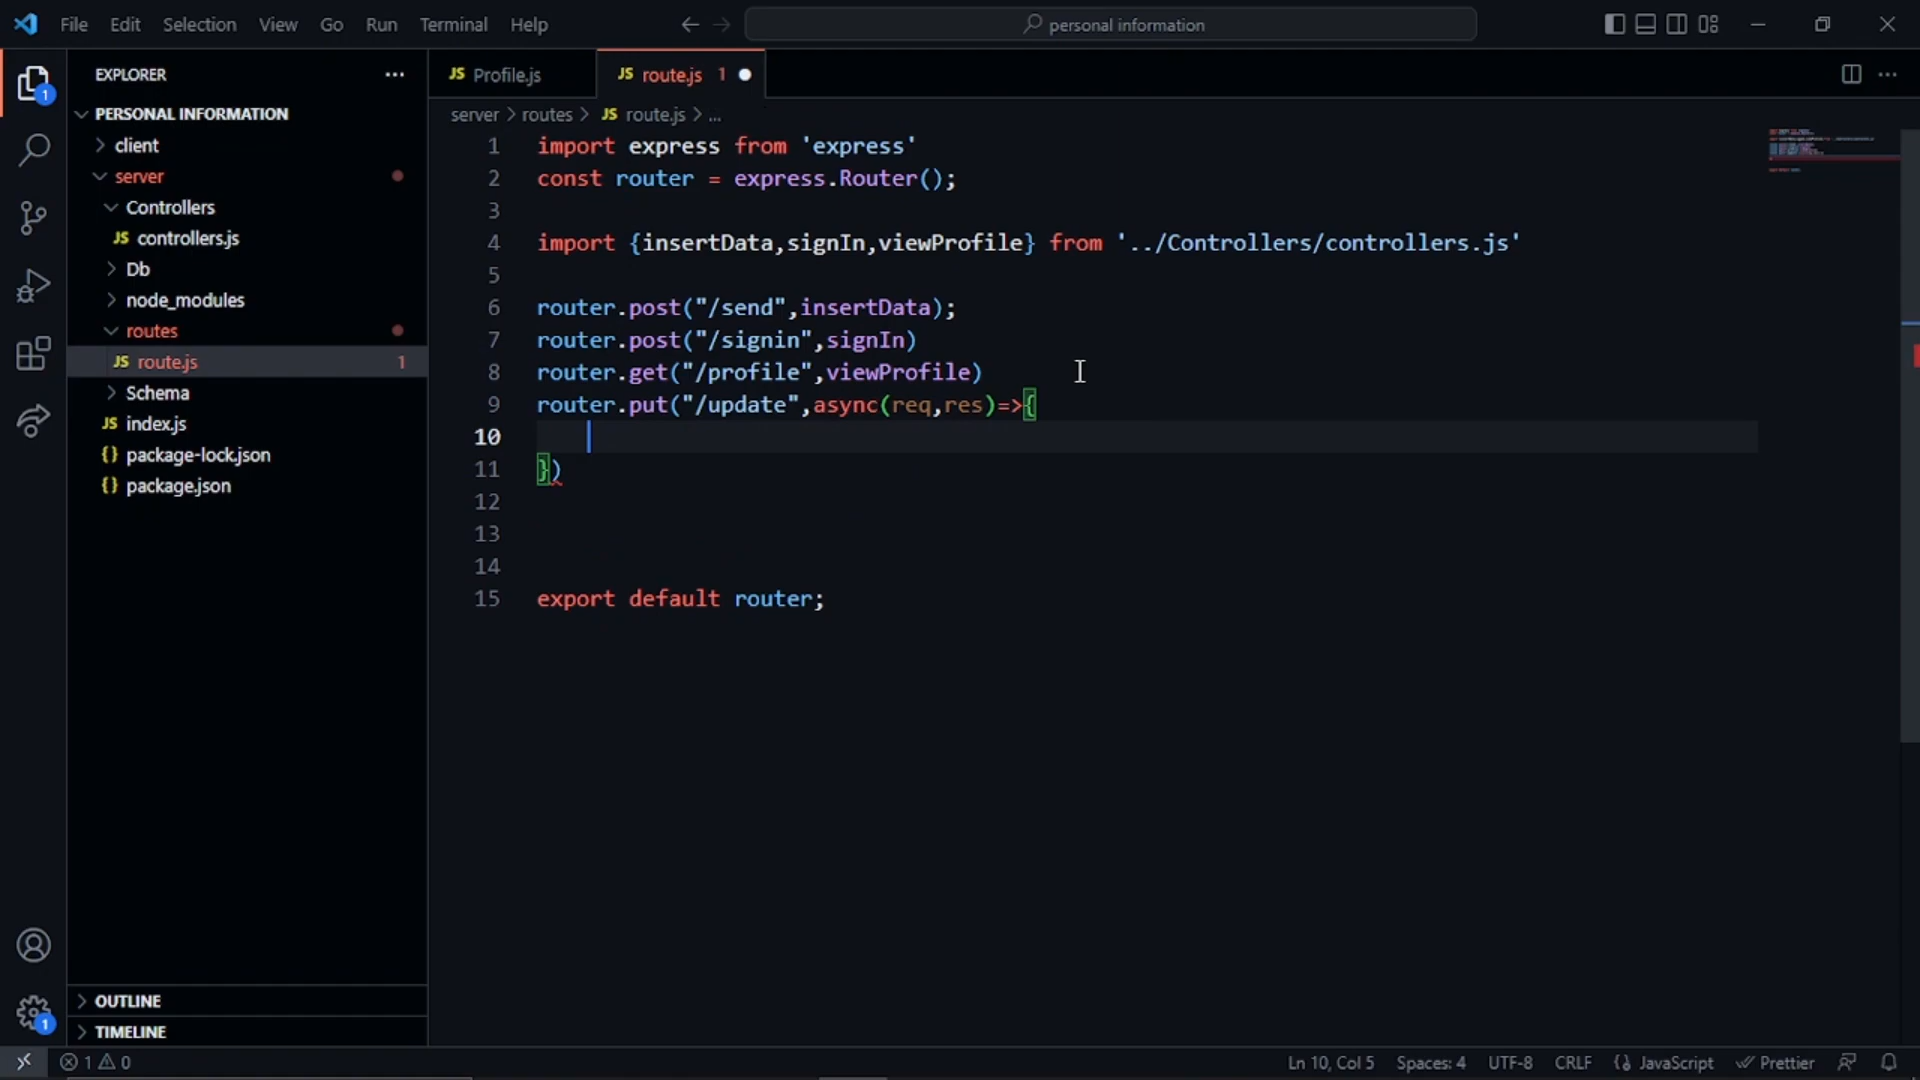 File Edit Selection View Go Run Terminal Help
personal information
EXPLORER
PERSONAL INFORMATION
client
server
Controllers
JS controllers.js
Db
node_modules
routes
JS route.js 1
Schema
JS index.js
{} package-lock.json
{} package.json
OUTLINE
TIMELINE
1
1
JS Profile.js
JS route.js 1
server > routes > JS route.js > ...
1 import express from 'express'
2 const router = express.Router();
3
4 import {insertData,signIn,viewProfile} from '../Controllers/controllers.js'
5
6 router.post("/send",insertData);
7 router.post("/signin",signIn)
8 router.get("/profile",viewProfile)
9 router.put("/update",async(req,res)=>{
10
11 })
12
13
14
15 export default router;
1 0
Ln 10, Col 5 Spaces: 4 UTF-8 CRLF {} JavaScript Prettier